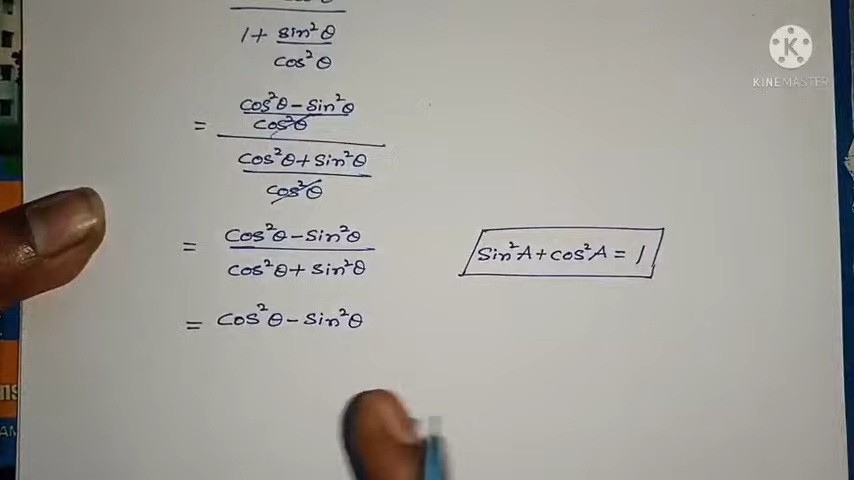 1 + sin²θ
cos²θ
= cos²θ – sin²θ
cos²θ
cos²θ + sin²θ
cos²θ
= cos²θ – sin²θ
cos²θ + sin²θ
sin²A + cos²A = 1
= cos²θ – sin²θ
K
KINEMASTER